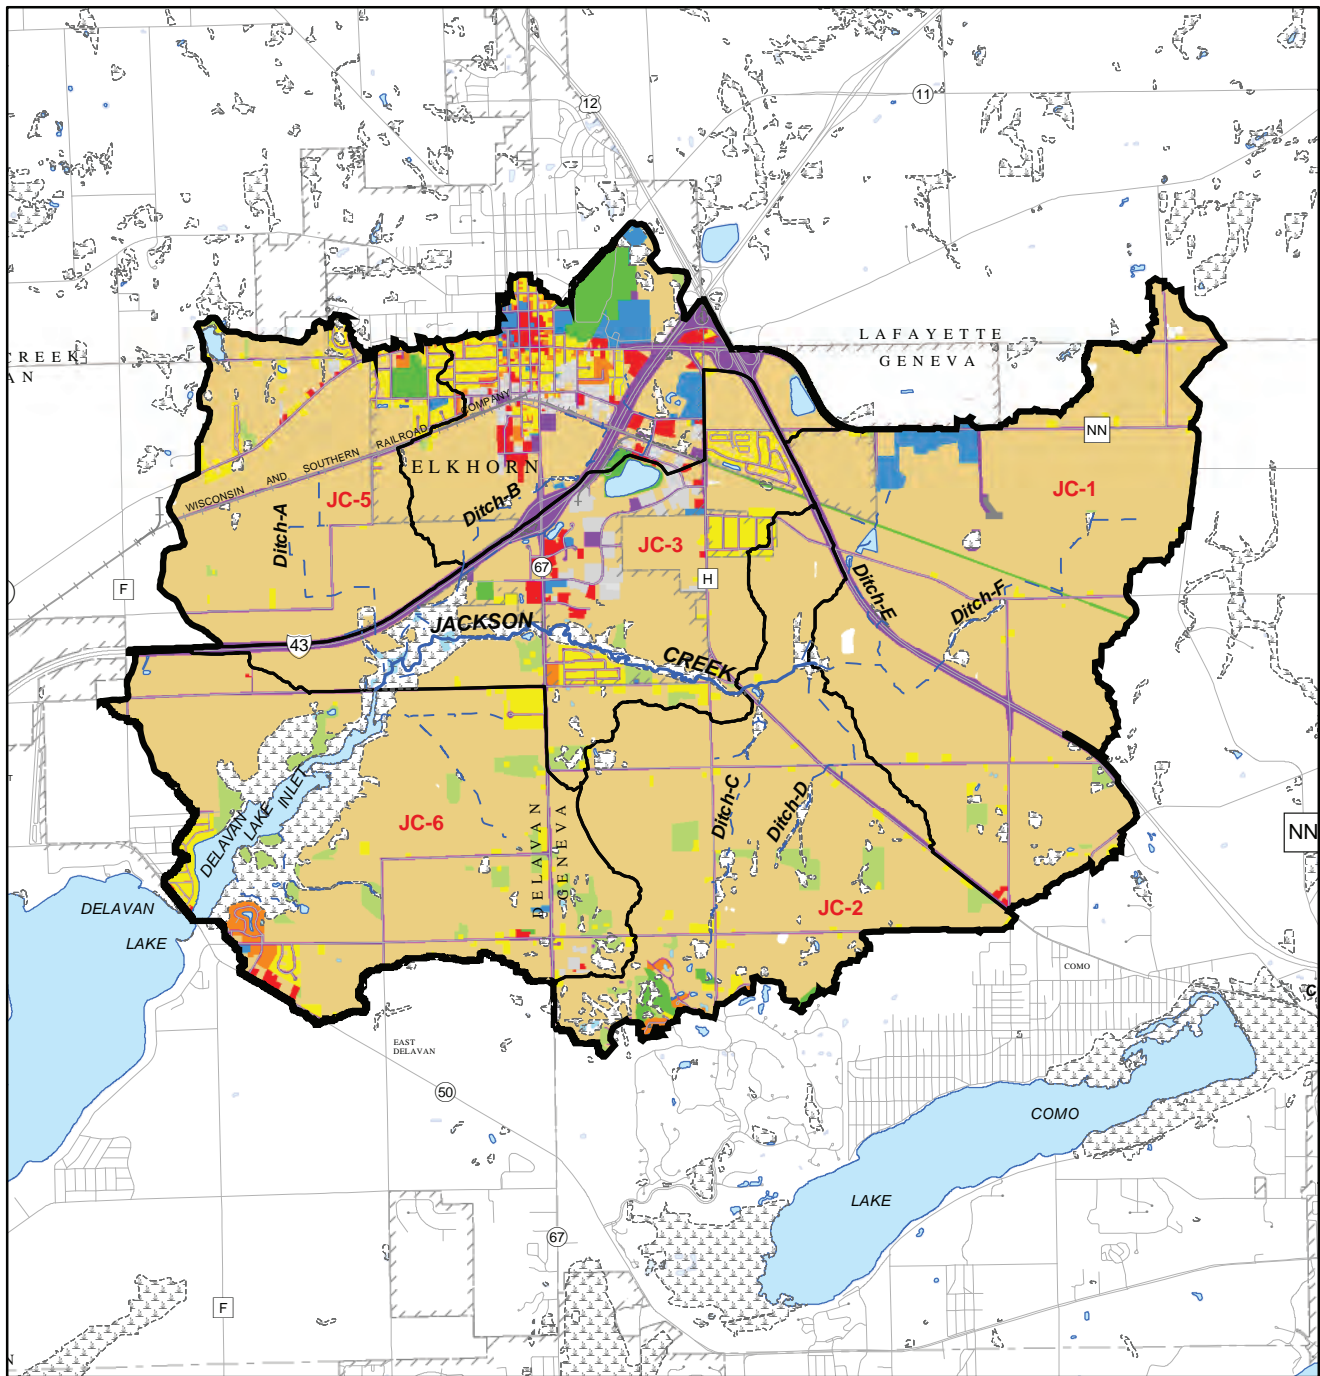 12
11
LAFAYETTE
GENEVA
CREEK
AN
NN
COMPANY
RAILROAD
SOUTHERN
AND
WISCONSIN
ELKHORN
JC-5
JC-1
Ditch-B
Ditch-A
JC-3
67
H
F
Ditch-E
Ditch-F
JACKSON
CREEK
43
DELAVAN
LAKE
INLET
Ditch-C
Ditch-D
DELAVAN
GENEVA
JC-6
NN
JC-2
DELAVAN
LAKE
COMO
C
EAST
DELAVAN
50
COMO
LAKE
67
F
N